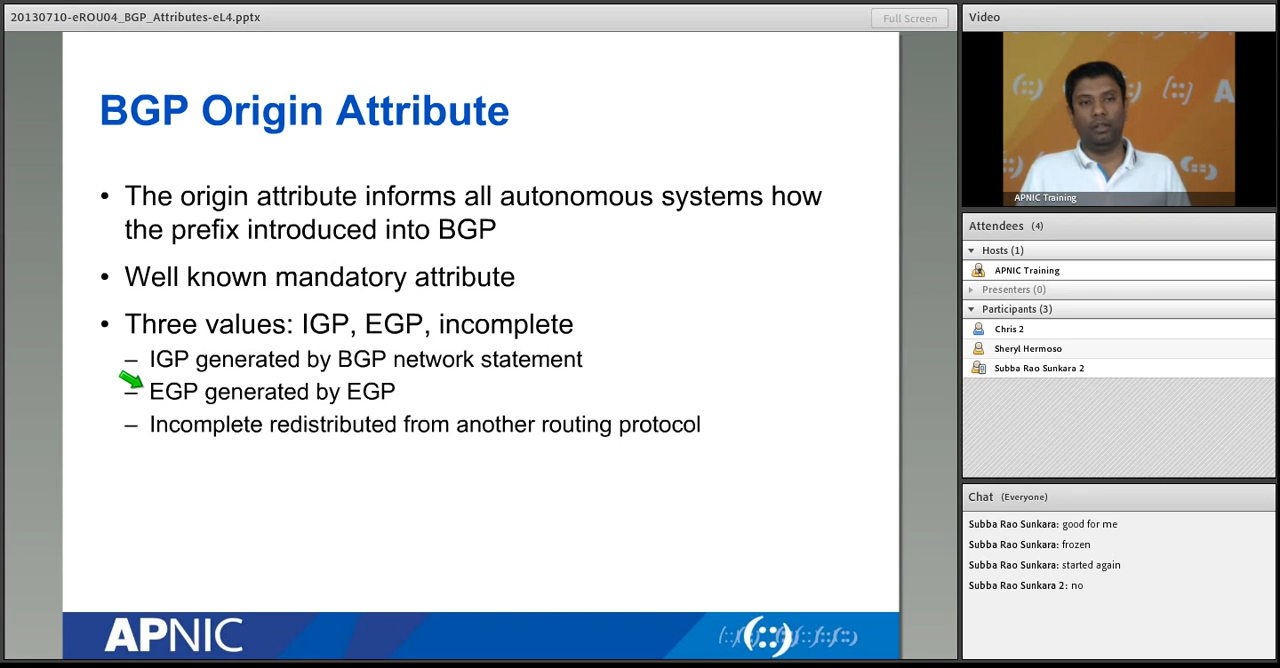 20130710-eROU04_BGP_Attributes-eL4.pptx
Full Screen
BGP Origin Attribute
• The origin attribute informs all autonomous systems how
the prefix introduced into BGP
• Well known mandatory attribute
• Three values: IGP, EGP, incomplete
– IGP generated by BGP network statement
– EGP generated by EGP
– Incomplete redistributed from another routing protocol
APNIC
(::)
Video
A
APNIC Training
Attendees (4)
Hosts (1)
APNIC Training
Presenters (0)
Participants (3)
Chris 2
Sheryl Hermoso
Subba Rao Sunkara 2
Chat (Everyone)
Subba Rao Sunkara: good for me
Subba Rao Sunkara: frozen
Subba Rao Sunkara: started again
Subba Rao Sunkara 2: no